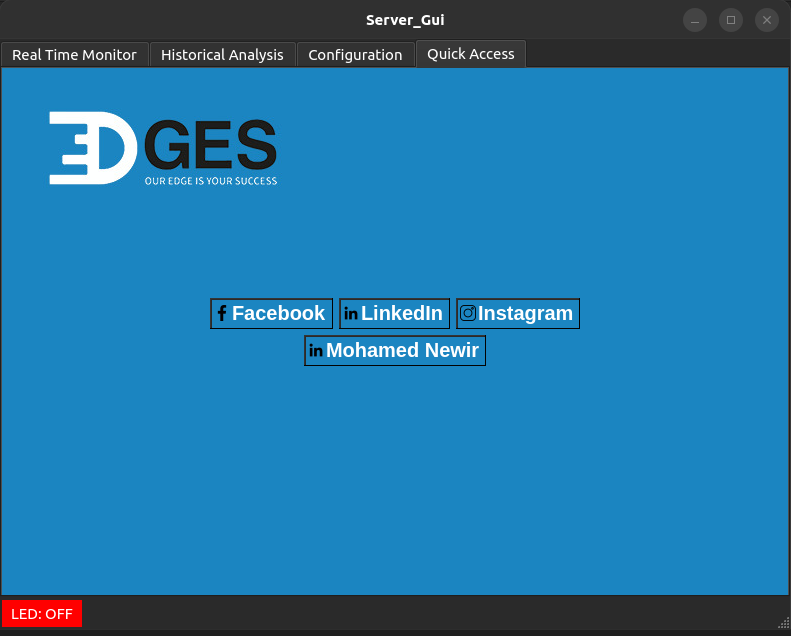 Server_Gui
Real Time Monitor Historical Analysis Configuration Quick Access
EDGES
OUR EDGE IS YOUR SUCCESS
Facebook LinkedIn Instagram
Mohamed Newir
LED: OFF